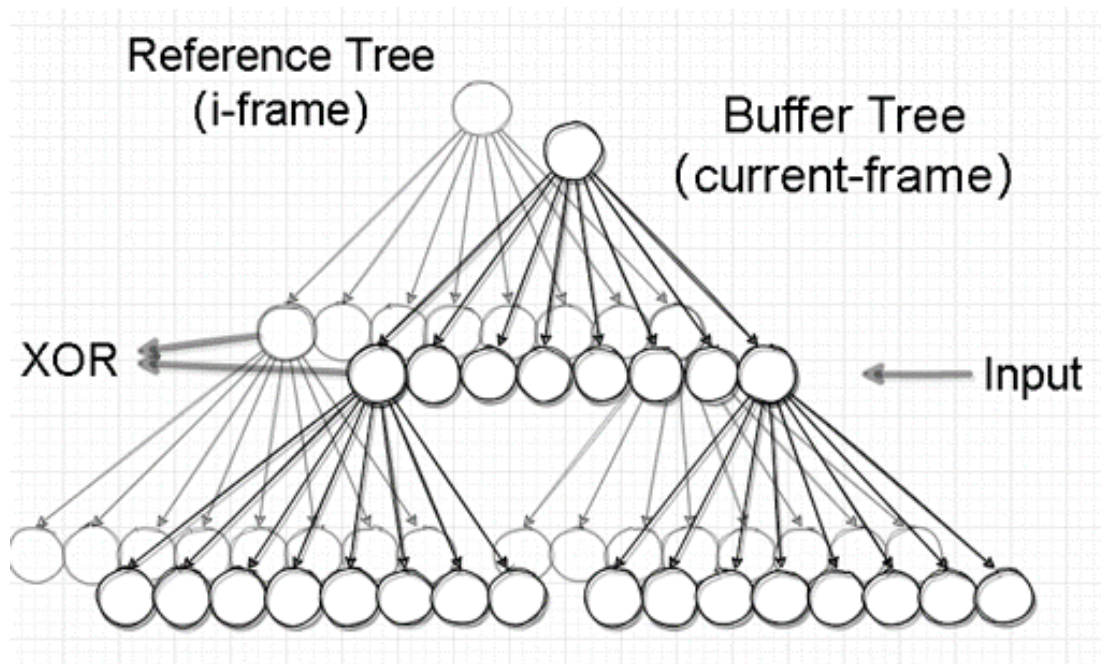 Reference Tree
(i-frame)
Buffer Tree
(current-frame)
XOR
Input